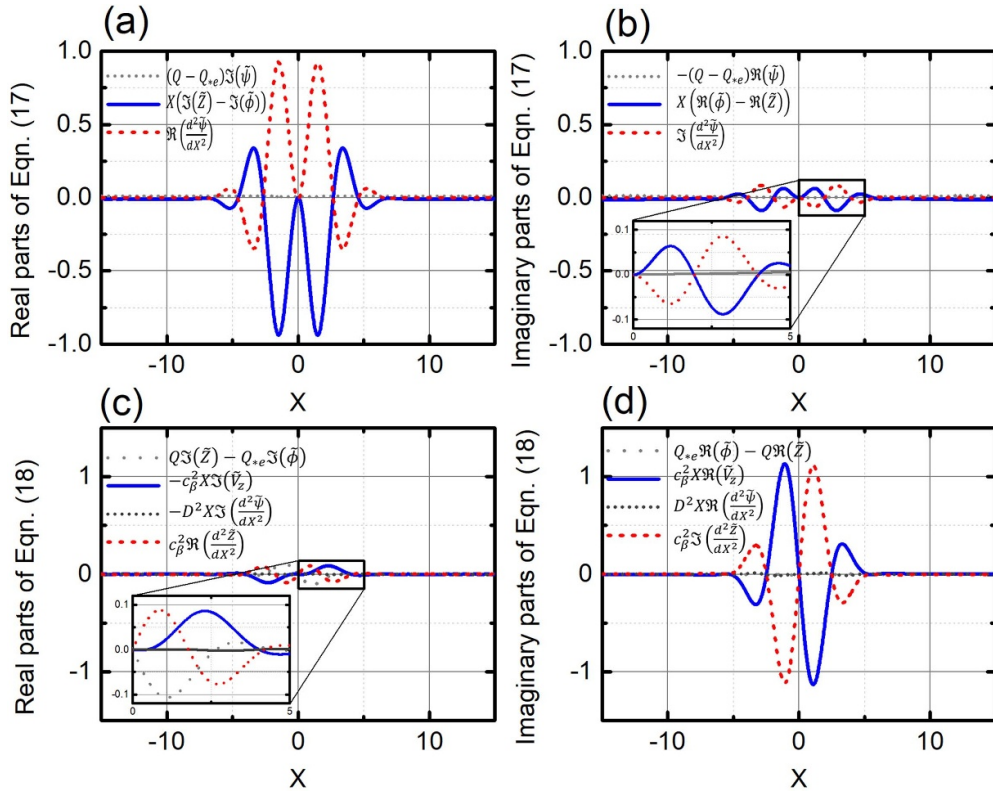 (a)
Real parts of Eqn. (17)
1.0
0.5
0.0
-0.5
-1.0
(Q − Q*e)ℑ(ψ̃)
X(ℑ(Z̃) − ℑ(ϕ̃))
ℜ(d²ψ̃/dX²)
-10
0
10
X
(b)
Imaginary parts of Eqn. (17)
1.0
0.5
0.0
-0.5
-1.0
−(Q − Q*e)ℜ(ψ̃)
X(ℜ(ϕ̃) − ℜ(Z̃))
ℑ(d²ψ̃/dX²)
0.1
0.0
-0.1
0
5
-10
0
10
X
(c)
Real parts of Eqn. (18)
1
0
-1
Qℑ(Z̃) − Q*eℑ(ϕ̃)
−c²βXℑ(Ṽz)
−D²Xℑ(d²ψ̃/dX²)
c²βℜ(d²Z̃/dX²)
0.1
0.0
-0.1
0
5
-10
0
10
X
(d)
Imaginary parts of Eqn. (18)
1
0
-1
Q*eℜ(ϕ̃) − Qℜ(Z̃)
c²βXℜ(Ṽz)
D²Xℜ(d²ψ̃/dX²)
c²βℑ(d²Z̃/dX²)
-10
0
10
X